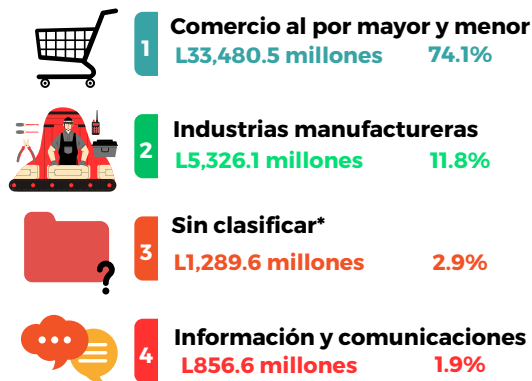 1
Comercio al por mayor y menor
L33,480.5 millones 74.1%
2
Industrias manufactureras
L5,326.1 millones 11.8%
3
Sin clasificar*
L1,289.6 millones 2.9%
?
4
Información y comunicaciones
L856.6 millones 1.9%